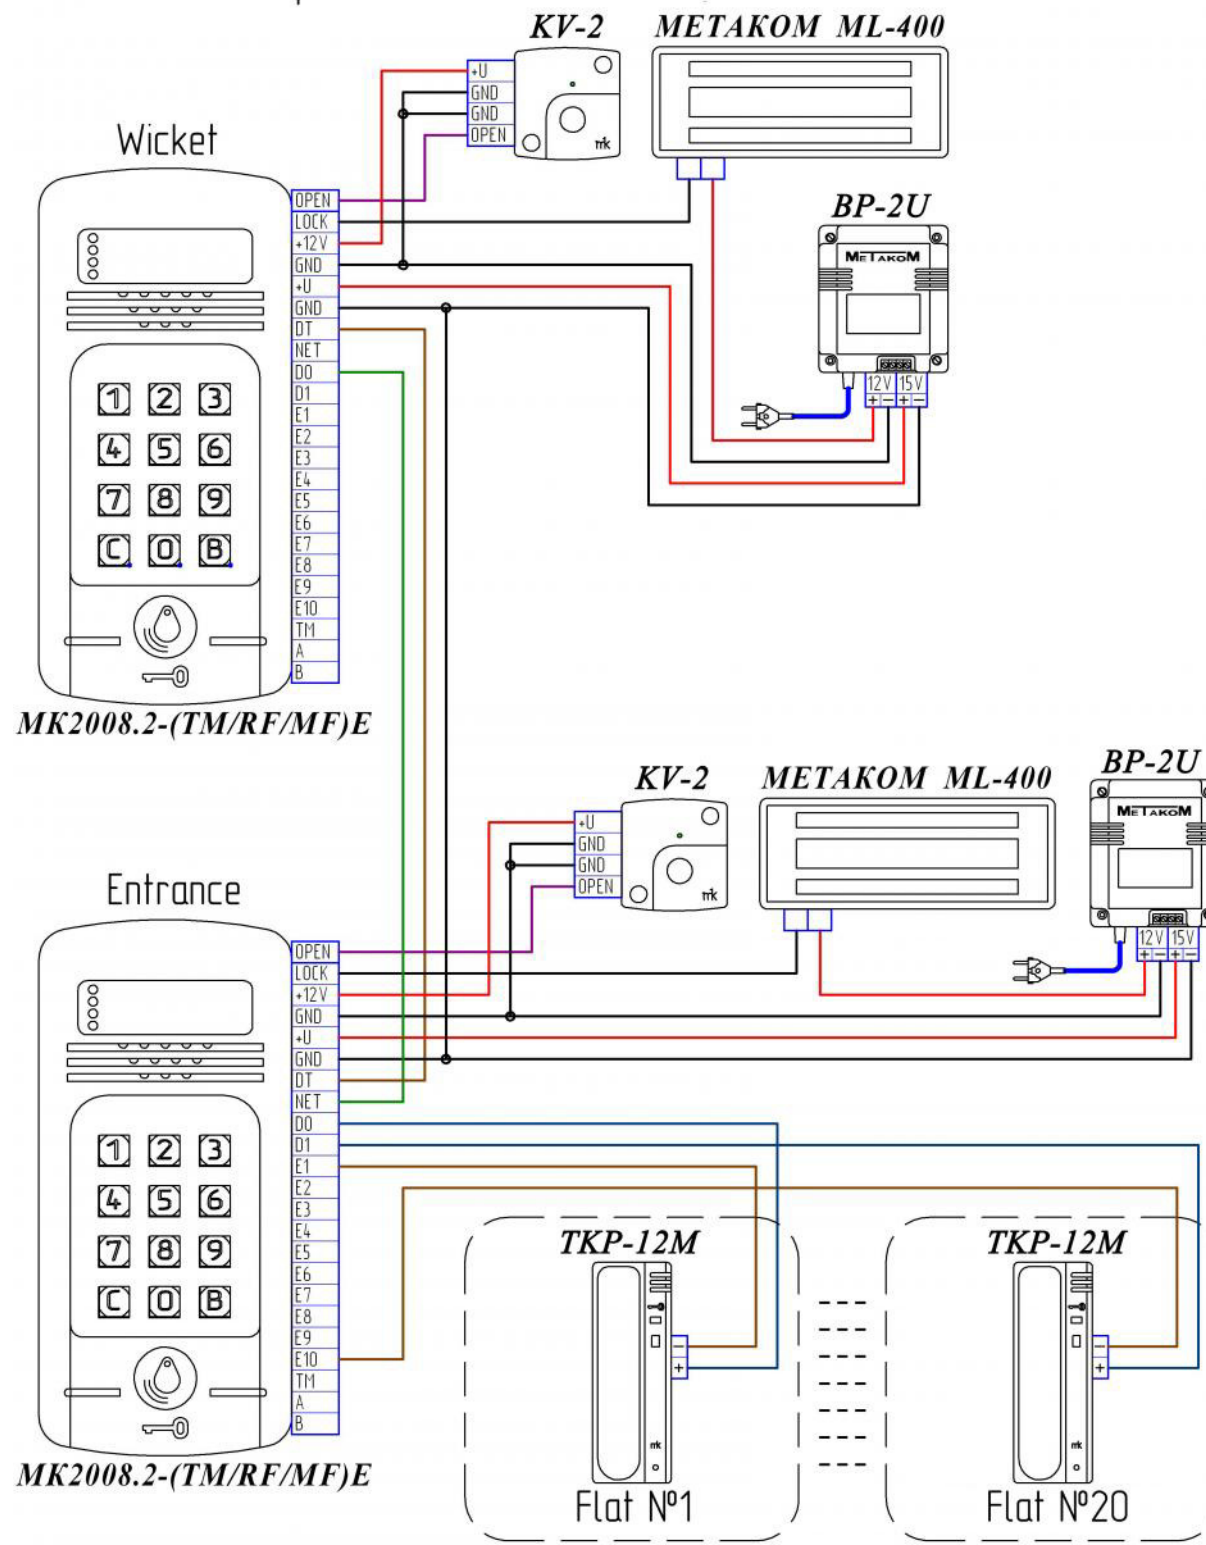 KV-2
METAKOM ML-400
+U
GND
GND
OPEN
mk
Wicket
BP-2U
METAKOM
12V 15V
+ − + −
OPEN
LOCK
+12V
GND
+U
GND
DT
NET
D0
D1
E1
E2
E3
E4
E5
E6
E7
E8
E9
E10
TM
A
B
1 2 3
4 5 6
7 8 9
C 0 B
MK2008.2-(TM/RF/MF)E
KV-2
METAKOM ML-400
BP-2U
+U
GND
GND
OPEN
mk
METAKOM
12V 15V
+ − + −
Entrance
OPEN
LOCK
+12V
GND
+U
GND
DT
NET
D0
D1
E1
E2
E3
E4
E5
E6
E7
E8
E9
E10
TM
A
B
1 2 3
4 5 6
7 8 9
C 0 B
MK2008.2-(TM/RF/MF)E
TKP-12M
−
+
mk
Flat №1
TKP-12M
−
+
mk
Flat №20